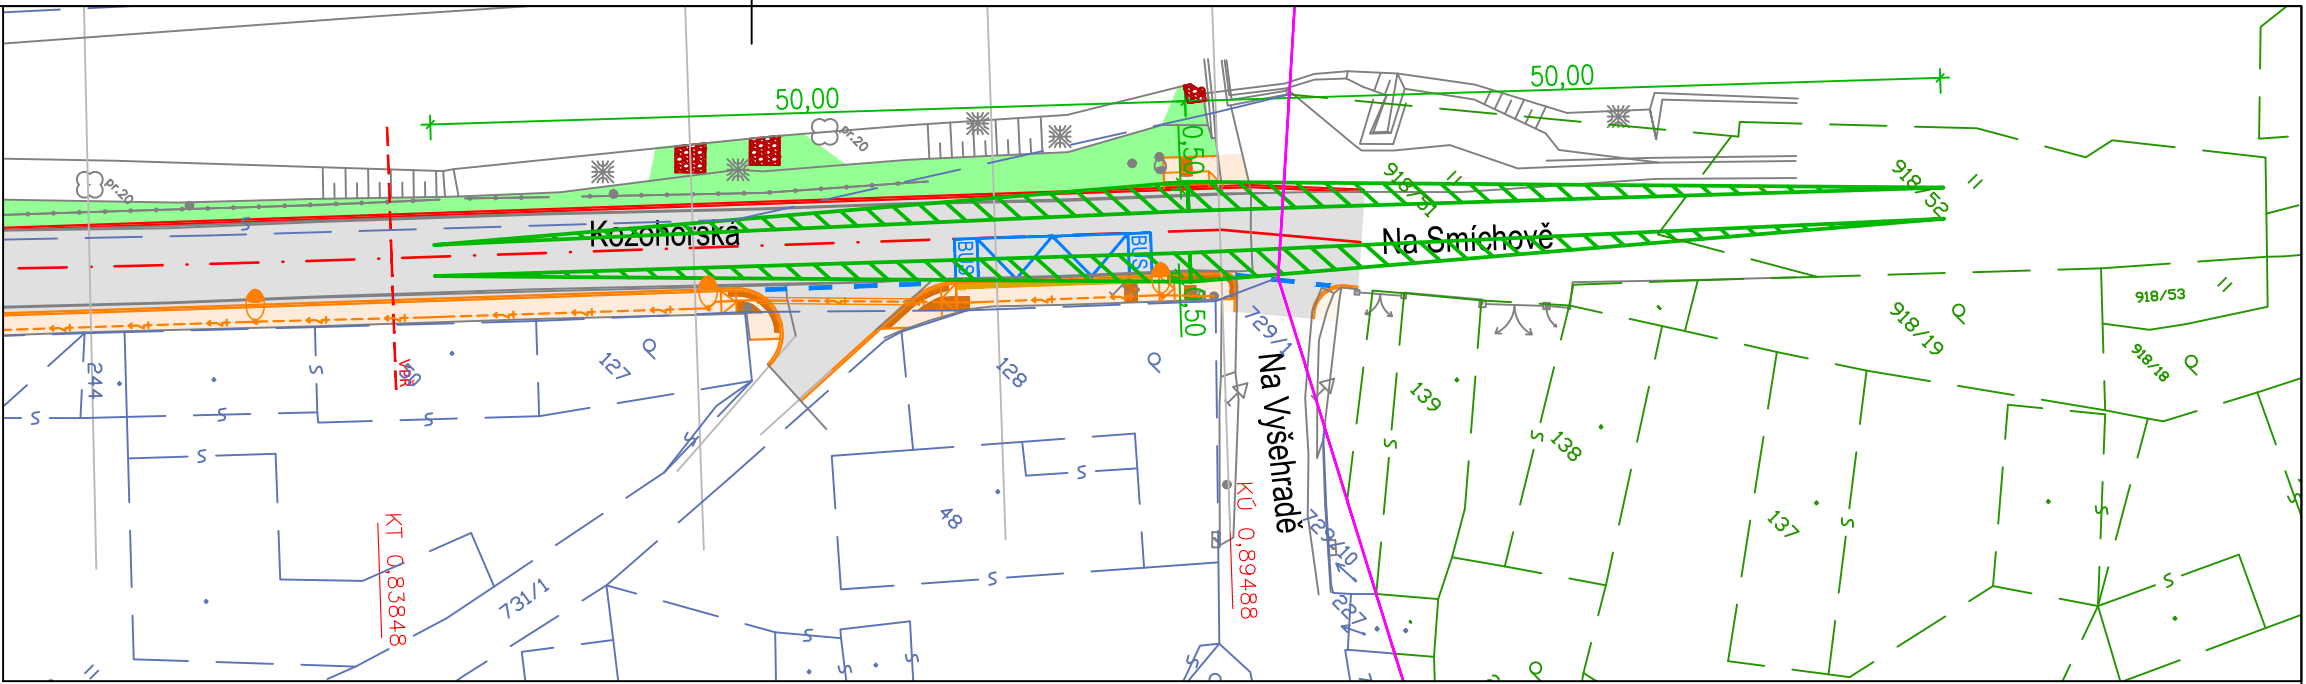 50,00
50,00
pr.20
pr.20
0,50
918/51
918/52
S
Kozohorská
Na Smíchově
BUS
BUS
918/53
0,50
729/1
918/19
918/18
244
60
127
128
Na Vyšehradě
139
S
S
S
S
S
S
138
S
S
S
48
S
KT 0,83848
KÚ 0,89488
729/10
137
S
S
S
S
731/1
227
S
S
S
S
S